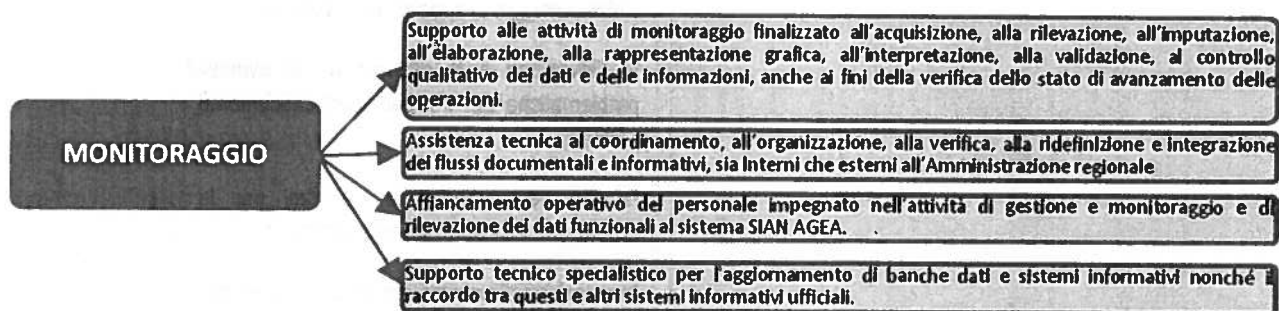 Supporto alle attività di monitoraggio finalizzato all'acquisizione, alla rilevazione, all'imputazione,
all'elaborazione, alla rappresentazione grafica, all'interpretazione, alla validazione, al controllo
qualitativo dei dati e delle informazioni, anche ai fini della verifica dello stato di avanzamento delle
operazioni.
MONITORAGGIO
Assistenza tecnica al coordinamento, all'organizzazione, alla verifica, alla ridefinizione e integrazione
dei flussi documentali e informativi, sia interni che esterni all'Amministrazione regionale
Affiancamento operativo del personale impegnato nell'attività di gestione e monitoraggio e di
rilevazione dei dati funzionali al sistema SIAN AGEA.
Supporto tecnico specialistico per l'aggiornamento di banche dati e sistemi informativi nonché il
raccordo tra questi e altri sistemi informativi ufficiali.